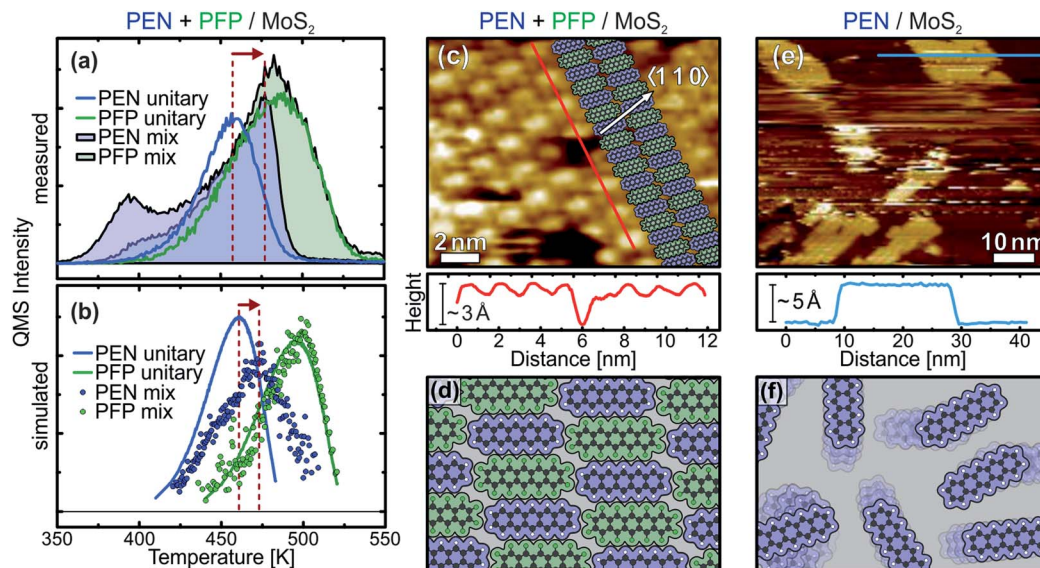 PEN + PFP / MoS₂
PEN + PFP / MoS₂
PEN / MoS₂
(a)
PEN unitary
PFP unitary
PEN mix
PFP mix
measured
QMS Intensity
(b)
PEN unitary
PFP unitary
PEN mix
PFP mix
simulated
350 400 450 500 550
Temperature [K]
(c)
⟨110⟩
2 nm
Height
~3 Å
0 2 4 6 8 10 12
Distance [nm]
(d)
(e)
10 nm
~5 Å
0 10 20 30 40
Distance [nm]
(f)